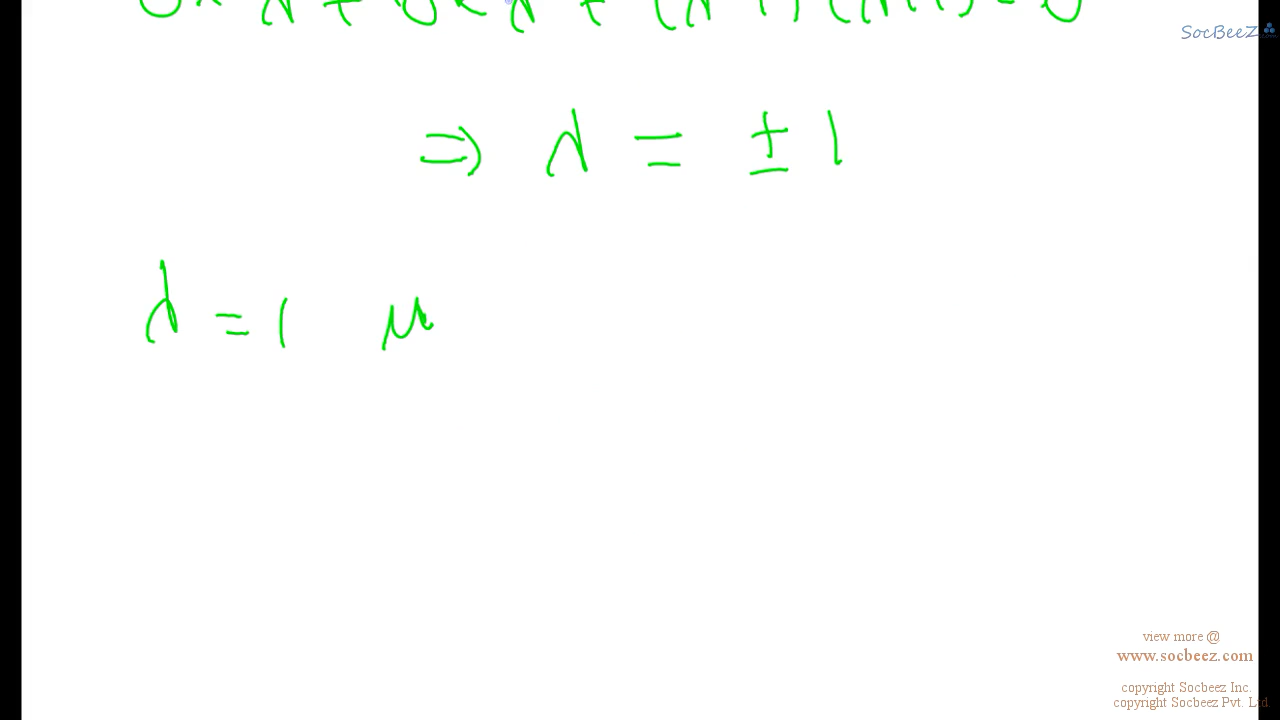 SocBeeZ
⇒ λ = ± 1
λ = 1 μ
view more @
www.socbeez.com
copyright Socbeez Inc.
copyright Socbeez Pvt. Ltd.